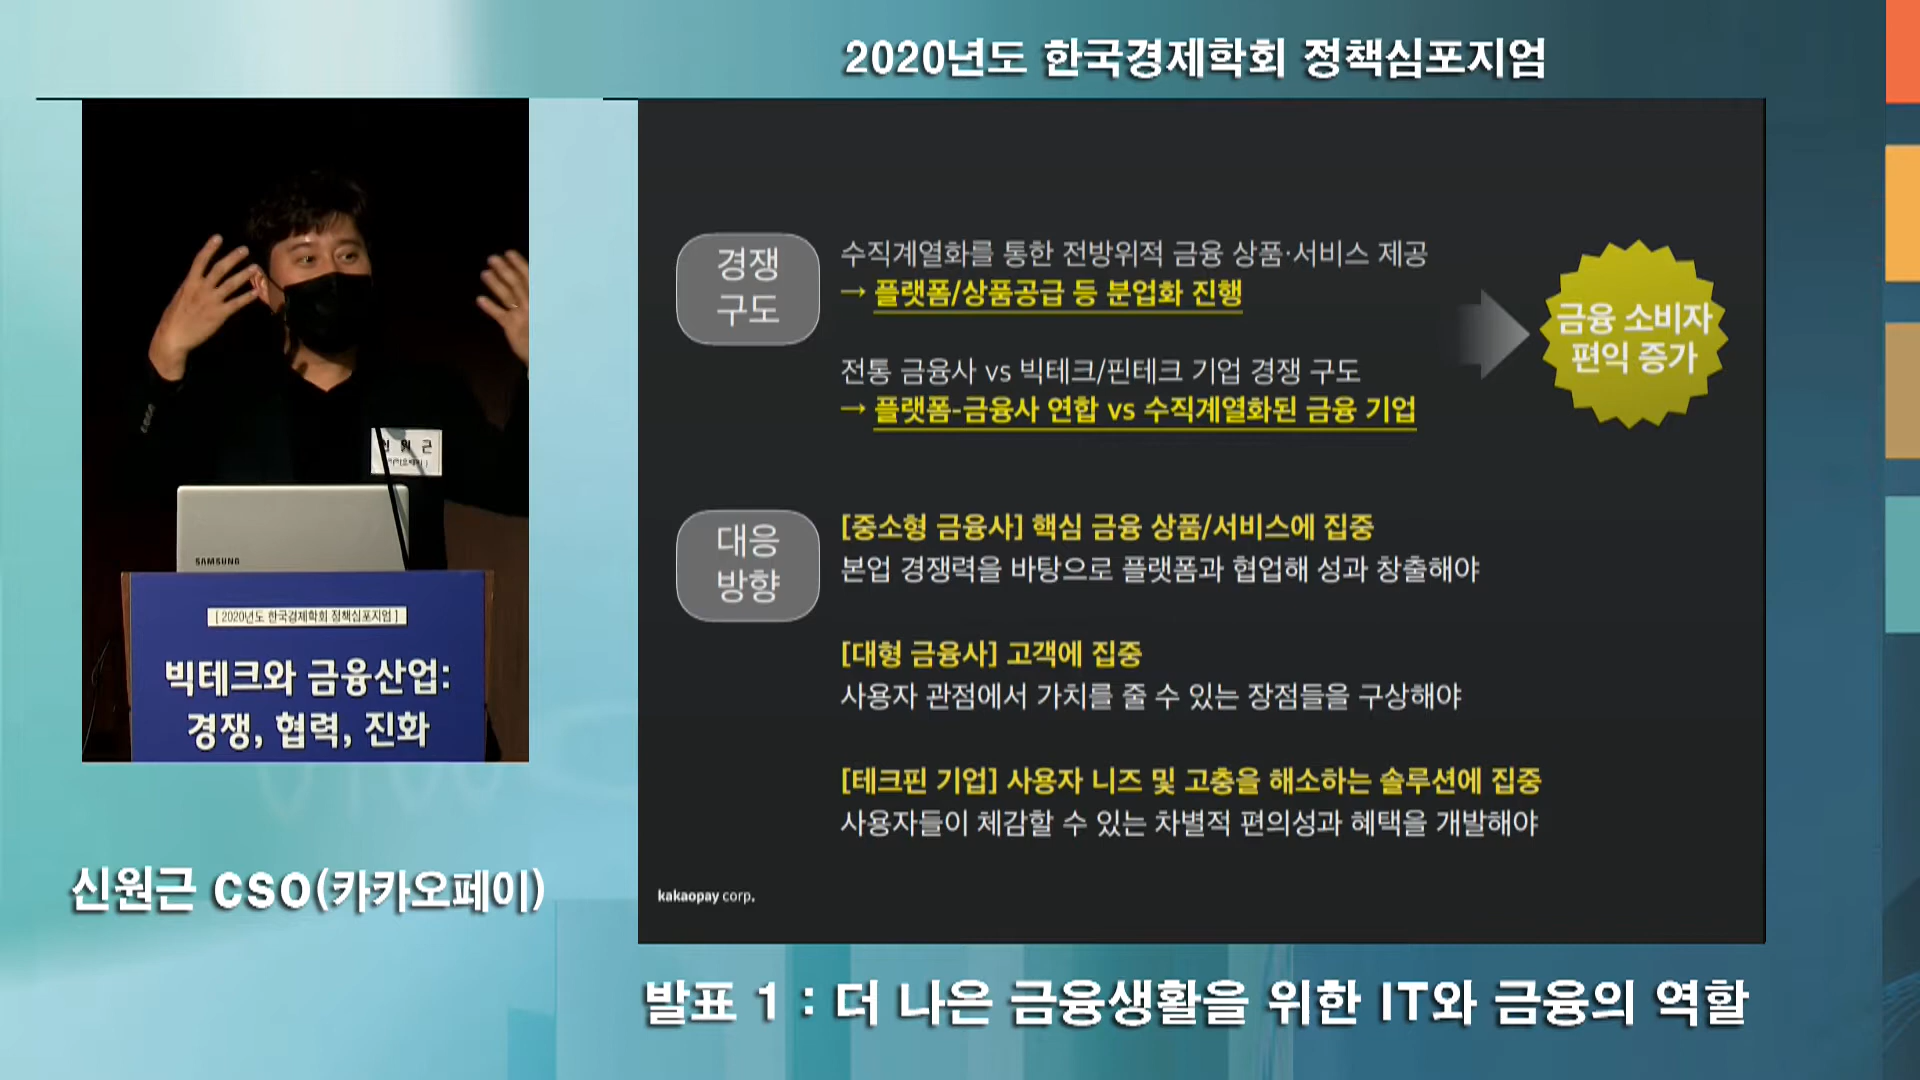 2020년도 한국경제학회 정책심포지엄
경쟁
구도
수직계열화를 통한 전방위적 금융 상품·서비스 제공
→ 플랫폼/상품공급 등 분업화 진행
전통 금융사 vs 빅테크/핀테크 기업 경쟁 구도
→ 플랫폼-금융사 연합 vs 수직계열화된 금융 기업
금융 소비자
편익 증가
대응
방향
[중소형 금융사] 핵심 금융 상품/서비스에 집중
본업 경쟁력을 바탕으로 플랫폼과 협업해 성과 창출해야
[대형 금융사] 고객에 집중
사용자 관점에서 가치를 줄 수 있는 장점들을 구상해야
[테크핀 기업] 사용자 니즈 및 고충을 해소하는 솔루션에 집중
사용자들이 체감할 수 있는 차별적 편의성과 혜택을 개발해야
kakaopay corp.
신원근
SAMSUNG
[ 2020년도 한국경제학회 정책심포지엄 ]
빅테크와 금융산업:
경쟁, 협력, 진화
신원근 CSO(카카오페이)
발표 1 : 더 나은 금융생활을 위한 IT와 금융의 역할